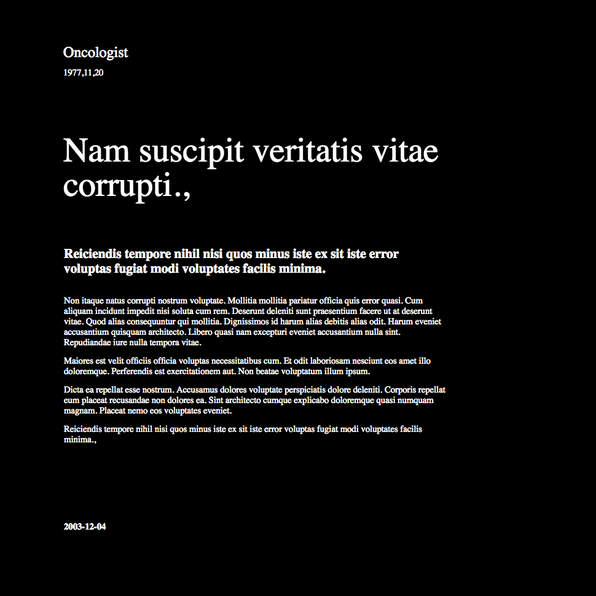 Oncologist
1977,11,20
Nam suscipit veritatis vitae
corrupti.,
Reiciendis tempore nihil nisi quos minus iste ex sit iste error
voluptas fugiat modi voluptates facilis minima.
Non itaque natus corrupti nostrum voluptate. Mollitia mollitia pariatur officia quis error quasi. Cum
aliquam incidunt impedit nisi soluta cum rem. Deserunt deleniti sunt praesentium facere ut at deserunt
vitae. Quod alias consequuntur qui mollitia. Dignissimos id harum alias debitis alias odit. Harum eveniet
accusantium quisquam architecto. Libero quasi nam excepturi eveniet accusantium nulla sint.
Repudiandae iure nulla tempora vitae.
Maiores est velit officiis officia voluptas necessitatibus cum. Et odit laboriosam nesciunt eos amet illo
doloremque. Perferendis est exercitationem aut. Non beatae voluptatum illum ipsum.
Dicta ea repellat esse nostrum. Accusamus dolores voluptate perspiciatis dolore deleniti. Corporis repellat
eum placeat recusandae non dolores ea. Sint architecto cumque explicabo doloremque quasi numquam
magnam. Placeat nemo eos voluptates eveniet.
Reiciendis tempore nihil nisi quos minus iste ex sit iste error voluptas fugiat modi voluptates facilis
minima.,
2003-12-04